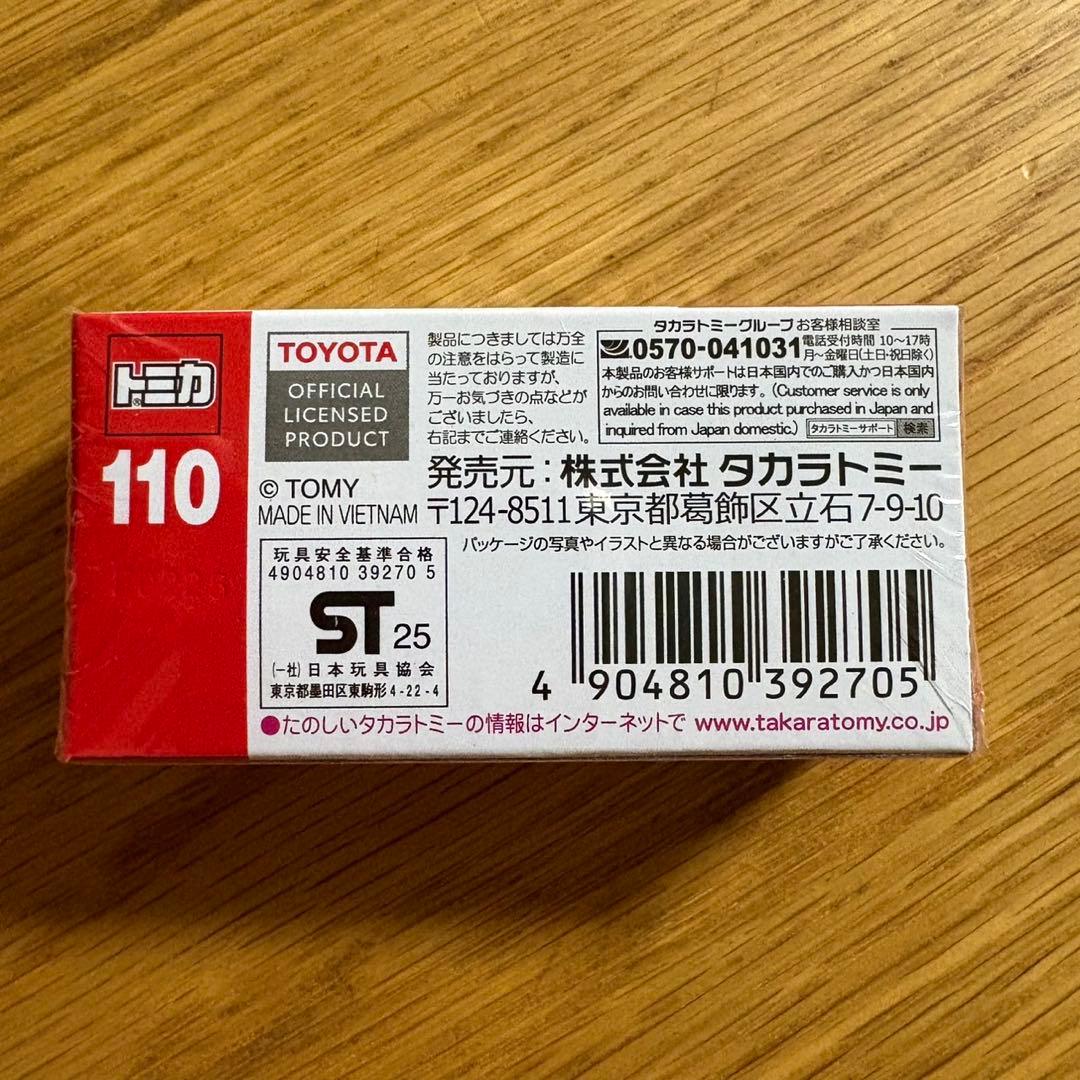 トミカ®
110
TOYOTA
OFFICIAL
LICENSED
PRODUCT
© TOMY
MADE IN VIETNAM
製品につきましては万全
の注意をはらって製造に
当たっておりますが、
万一お気づきの点などが
ございましたら、
右記までご連絡ください。
タカラトミーグループ お客様相談室
0570-041031 電話受付時間 10～17時
月～金曜日(土日・祝日除く)
本製品のお客様サポートは日本国内でのご購入かつ日本国内
からのお問い合わせに限ります。(Customer service is only
available in case this product purchased in Japan and
inquired from Japan domestic.) タカラトミーサポート 検索
発売元：株式会社 タカラトミー
〒124-8511 東京都葛飾区立石7-9-10
パッケージの写真やイラストと異なる場合がございますがご了承ください。
玩具安全基準合格
4904810 39270 5
ST 25
(一社)日本玩具協会
東京都墨田区東駒形4-22-4
4 904810 392705
●たのしいタカラトミーの情報はインターネットで www.takaratomy.co.jp